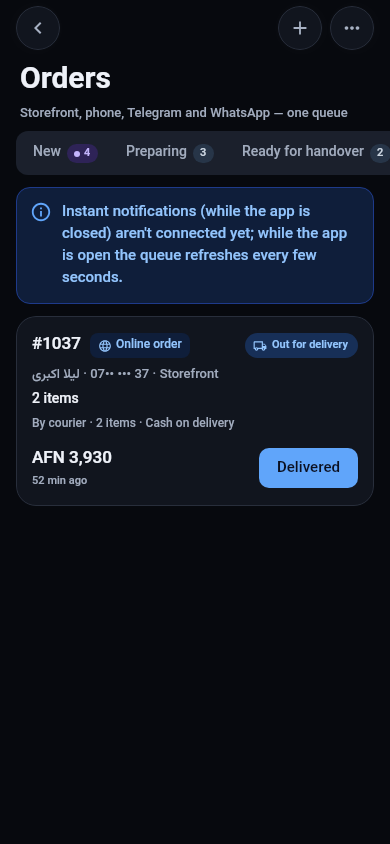 Orders
Storefront, phone, Telegram and WhatsApp — one queue
New 4 Preparing 3 Ready for handover 2
Instant notifications (while the app is
closed) aren't connected yet; while the app
is open the queue refreshes every few
seconds.
#1037 Online order Out for delivery
لیلا اکبری · 07•• ••• 37 · Storefront
2 items
By courier · 2 items · Cash on delivery
AFN 3,930
52 min ago
Delivered